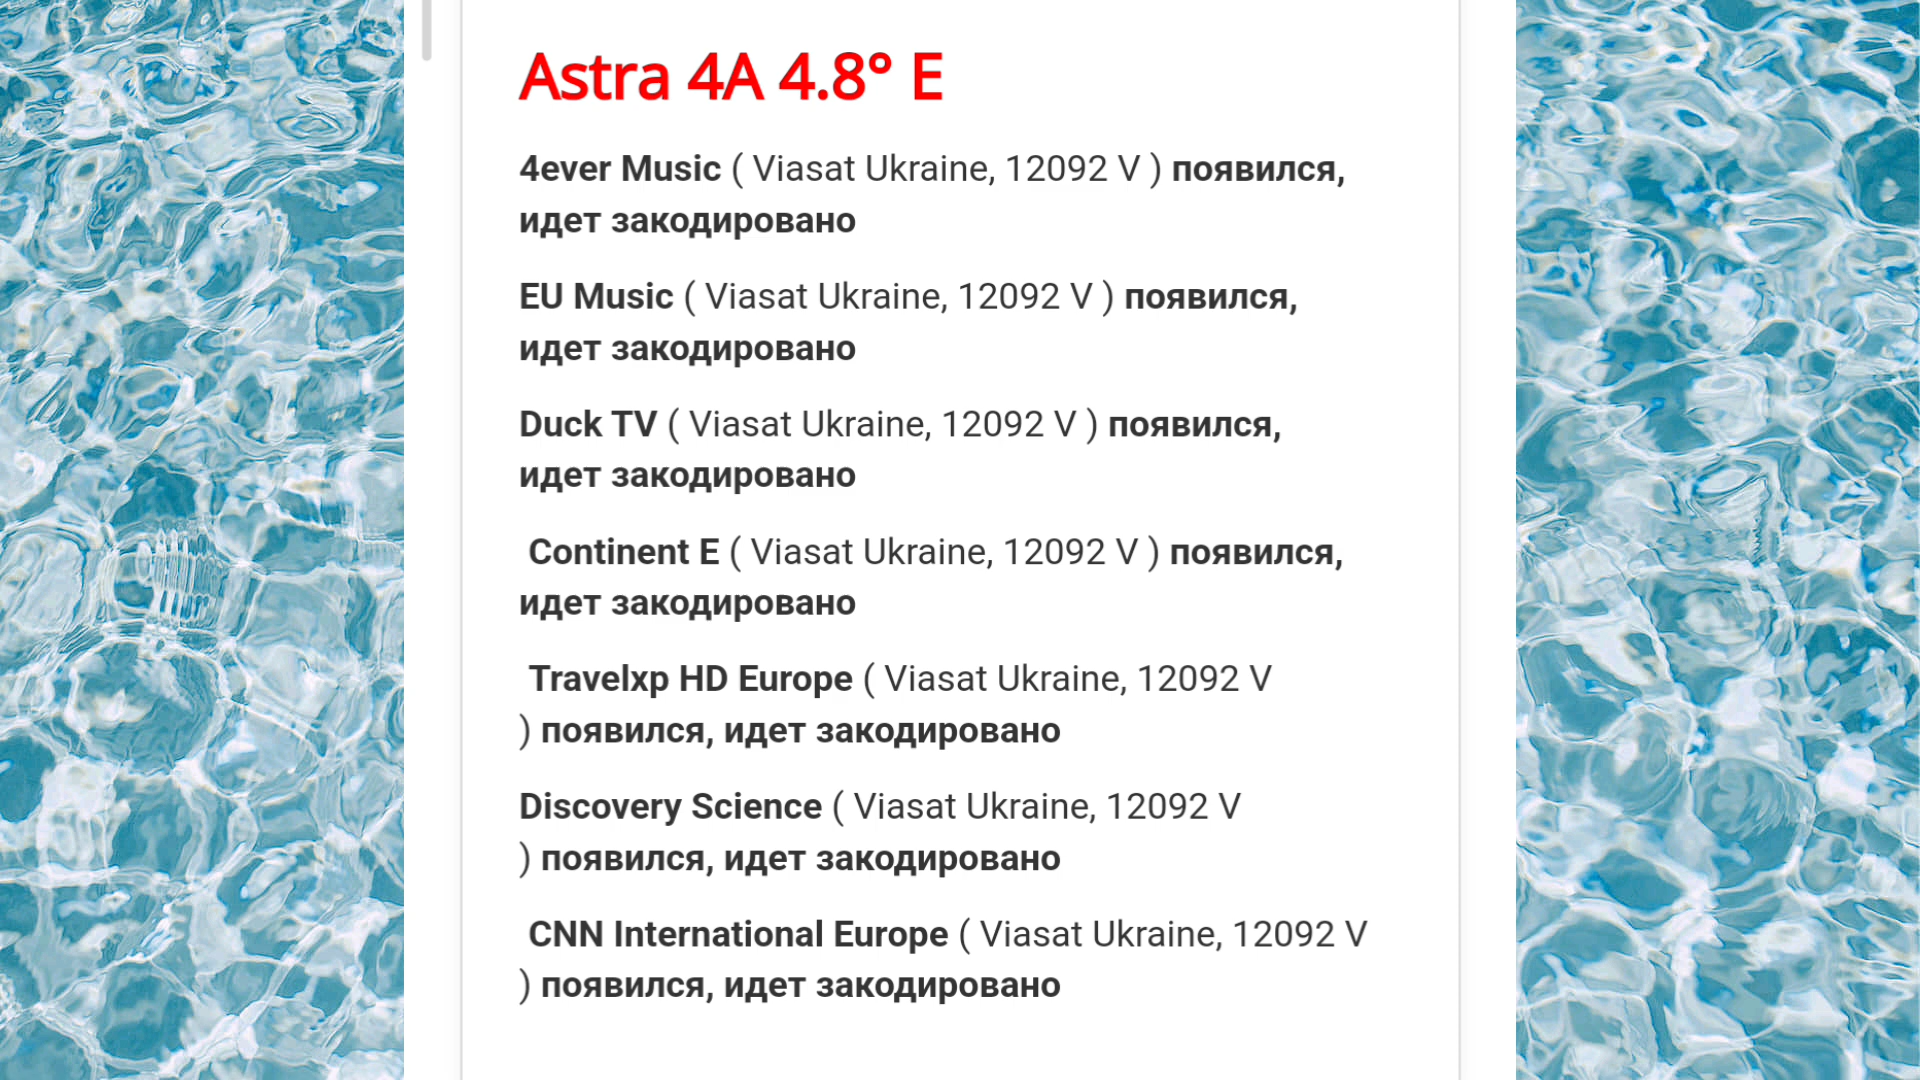 Astra 4A 4.8° E
4ever Music ( Viasat Ukraine, 12092 V ) появился,
идет закодировано
EU Music ( Viasat Ukraine, 12092 V ) появился,
идет закодировано
Duck TV ( Viasat Ukraine, 12092 V ) появился,
идет закодировано
Continent E ( Viasat Ukraine, 12092 V ) появился,
идет закодировано
Travelxp HD Europe ( Viasat Ukraine, 12092 V
) появился, идет закодировано
Discovery Science ( Viasat Ukraine, 12092 V
) появился, идет закодировано
CNN International Europe ( Viasat Ukraine, 12092 V
) появился, идет закодировано